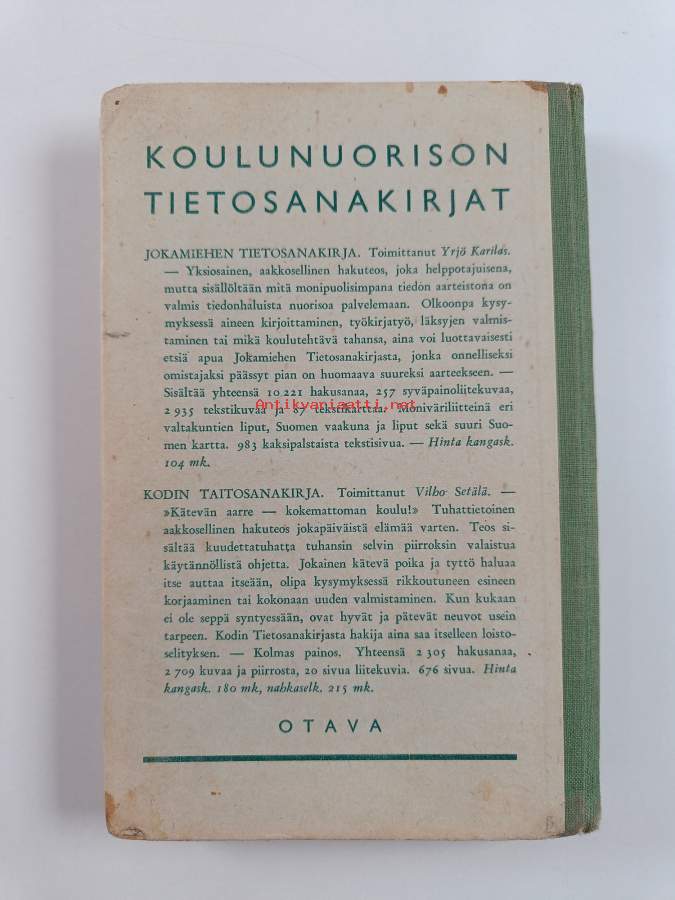 KOULUNUORISON
TIETOSANAKIRJAT
JOKAMIEHEN TIETOSANAKIRJA. Toimittanut Yrjö Karilas.
— Yksiosainen, aakkosellinen hakuteos, joka helppotajuisena,
mutta sisällöltään mitä monipuolisimpana tiedon aarteistona on
valmis tiedonhaluista nuorisoa palvelemaan. Olkoonpa kysy-
myksessä aineen kirjoittaminen, työkirjatyö, läksyjen valmis-
taminen tai mikä koulutehtävä tahansa, aina voi luottavaisesti
etsiä apua Jokamiehen Tietosanakirjasta, jonka onnelliseksi
omistajaksi päässyt pian on huomaava suureksi aarteekseen. —
Sisältää yhteensä 10 221 hakusanaa, 257 syväpainoliitekuvaa,
2 935 tekstikuvaa ja 87 tekstikarttaa. Moniväriliitteinä eri
Antikvariaatti.net
valtakuntien liput, Suomen vaakuna ja liput sekä suuri Suo-
men kartta. 983 kaksipalstaista tekstisivua. — Hinta kangask.
104 mk.
KODIN TAITOSANAKIRJA. Toimittanut Vilho Setälä. —
»Kätevän aarre — kokemattoman koulu!» Tuhattietoinen
aakkosellinen hakuteos jokapäiväistä elämää varten. Teos si-
sältää kuudettatuhatta tuhansin selvin piirroksin valaistua
käytännöllistä ohjetta. Jokainen kätevä poika ja tyttö haluaa
itse auttaa itseään, olipa kysymyksessä rikkoutuneen esineen
korjaaminen tai kokonaan uuden valmistaminen. Kun kukaan
ei ole seppä syntyessään, ovat hyvät ja pätevät neuvot usein
tarpeen. Kodin Tietosanakirjasta hakija aina saa itselleen loisto-
selityksen. — Kolmas painos. Yhteensä 2 305 hakusanaa,
2 709 kuvaa ja piirrosta, 20 sivua liitekuvia. 676 sivua. Hinta
kangask. 180 mk, nahkaselk. 215 mk.
OTAVA